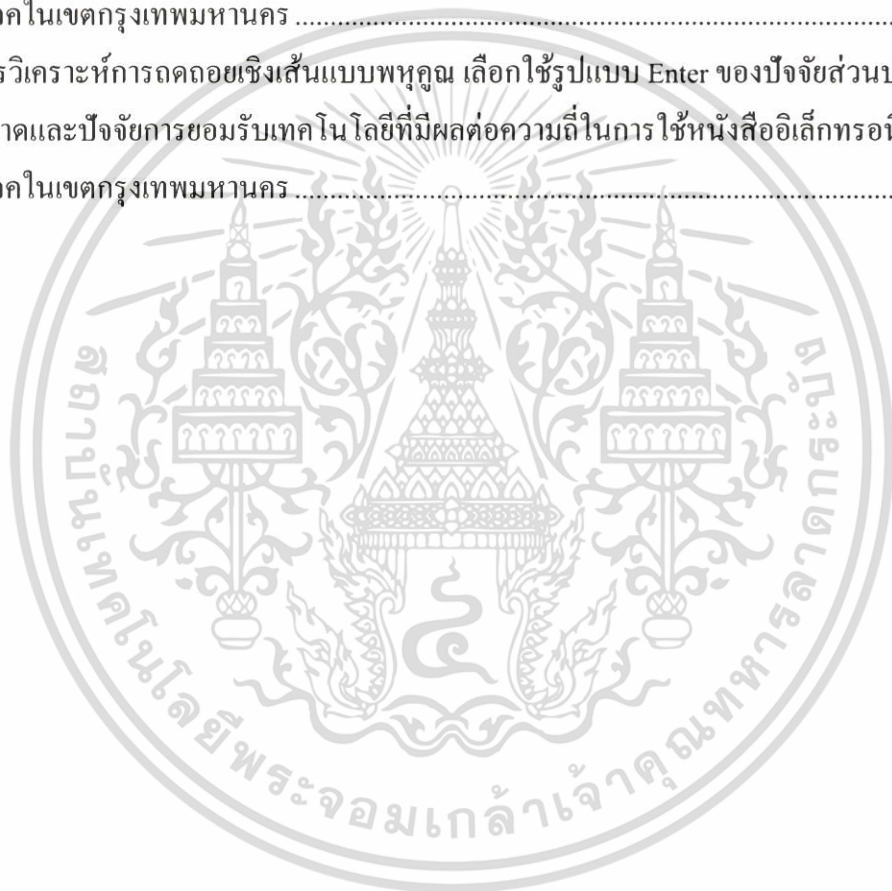 คในเขตกรุงเทพมหานคร
รวิเคราะห์การถดถอยเชิงเส้นแบบพหุคูณ เลือกใช้รูปแบบ Enter ของปัจจัยส่วนป
าดและปัจจัยการยอมรับเทคโนโลยีที่มีผลต่อความถี่ในการใช้หนังสืออิเล็กทรอนิ
คในเขตกรุงเทพมหานคร
สถาบันเทคโนโลยีพระจอมเกล้าเจ้าคุณทหารลาดกระบัง